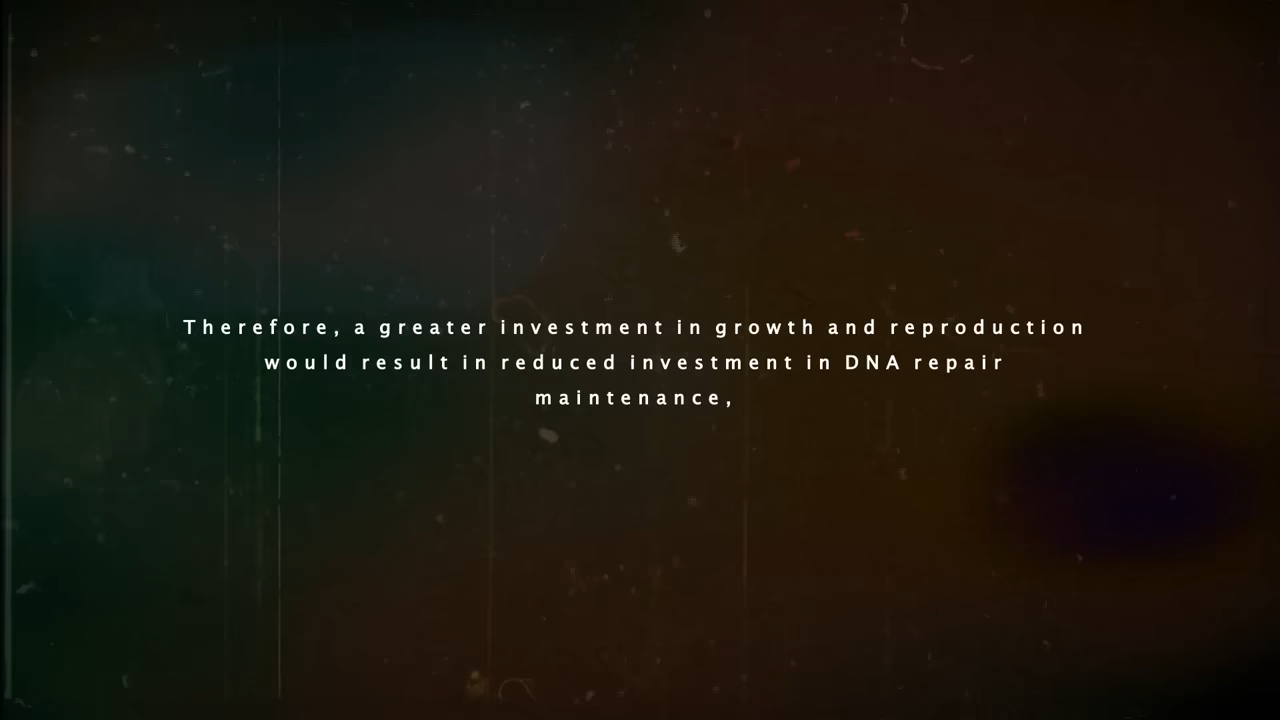 Therefore, a greater investment in growth and reproduction
would result in reduced investment in DNA repair
maintenance,